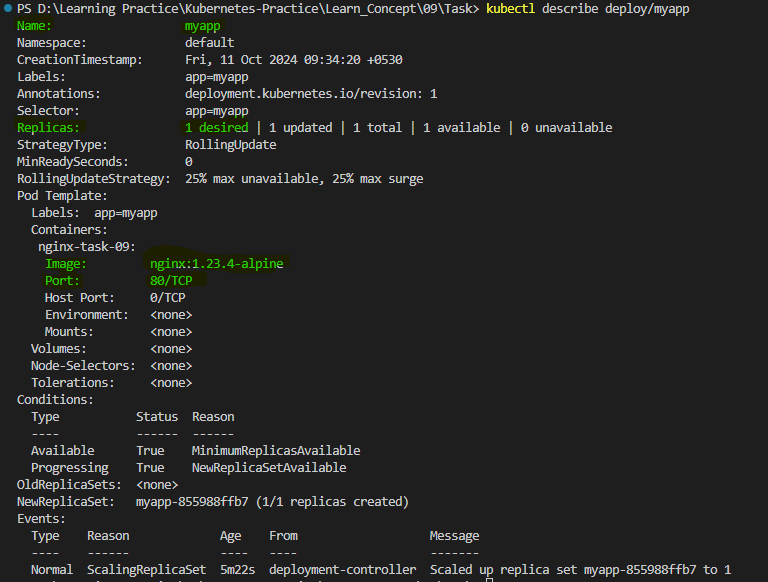 PS D:\Learning Practice\Kubernetes-Practice\Learn_Concept\09\Task> kubectl describe deploy/myapp
Name:                   myapp
Namespace:              default
CreationTimestamp:      Fri, 11 Oct 2024 09:34:20 +0530
Labels:                 app=myapp
Annotations:            deployment.kubernetes.io/revision: 1
Selector:               app=myapp
Replicas:               1 desired | 1 updated | 1 total | 1 available | 0 unavailable
StrategyType:           RollingUpdate
MinReadySeconds:        0
RollingUpdateStrategy:  25% max unavailable, 25% max surge
Pod Template:
  Labels:  app=myapp
  Containers:
   nginx-task-09:
    Image:         nginx:1.23.4-alpine
    Port:          80/TCP
    Host Port:     0/TCP
    Environment:   <none>
    Mounts:        <none>
  Volumes:         <none>
  Node-Selectors:  <none>
  Tolerations:     <none>
Conditions:
  Type           Status  Reason
  ----           ------  ------
  Available      True    MinimumReplicasAvailable
  Progressing    True    NewReplicaSetAvailable
OldReplicaSets:  <none>
NewReplicaSet:   myapp-855988ffb7 (1/1 replicas created)
Events:
  Type    Reason             Age    From                   Message
  ----    ------             ----   ----                   -------
  Normal  ScalingReplicaSet  5m22s  deployment-controller  Scaled up replica set myapp-855988ffb7 to 1